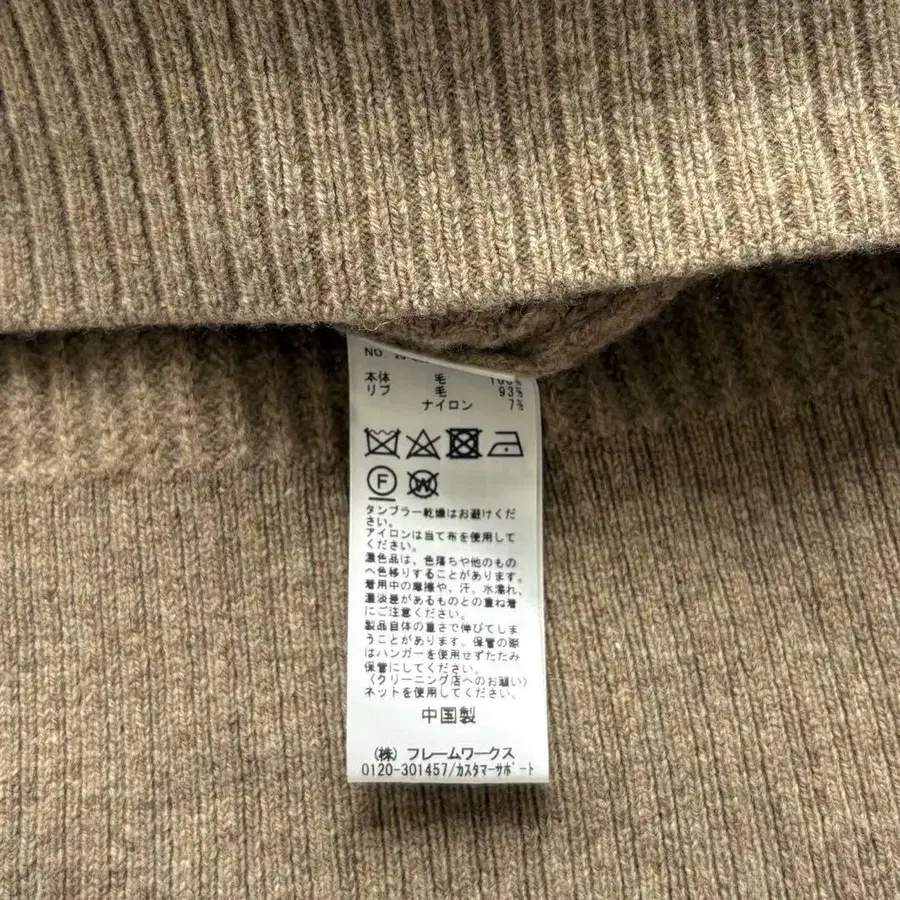 NO.
本体 毛 100%
リブ 毛 93%
ナイロン 7%
F W
タンブラー乾燥はお避けくだ
さい。
アイロンは当て布を使用して
ください。
濃色品は、色落ちや他のもの
へ色移りすることがあります。
着用中の摩擦や、汗、水濡れ、
濃淡差があるものとの重ね着
にご注意ください。
製品自体の重さで伸びてしま
うことがあります。保管の際
はハンガーを使用せずたたみ
保管にしてください。
(クリーニング店へのお願い)
ネットを使用してください。
中国製
(株) フレームワークス
0120-301457/カスタマーサポート